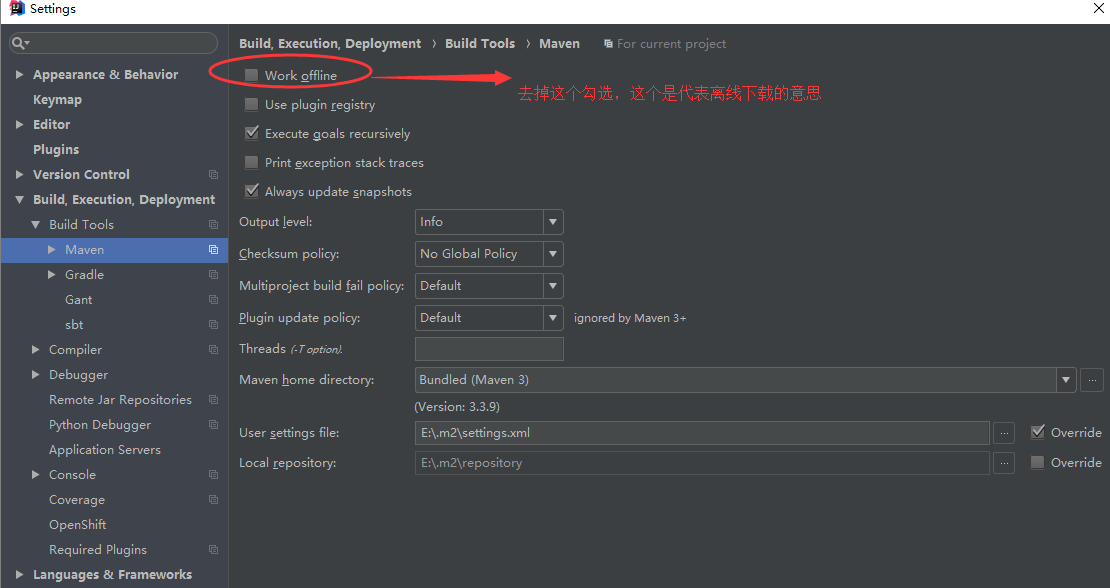 Settings
Build, Execution, Deployment › Build Tools › Maven For current project
Appearance & Behavior
Keymap
Editor
Plugins
Version Control
Build, Execution, Deployment
Build Tools
Maven
Gradle
Gant
sbt
Compiler
Debugger
Remote Jar Repositories
Python Debugger
Application Servers
Console
Coverage
OpenShift
Required Plugins
Languages & Frameworks
Work offline
去掉这个勾选，这个是代表离线下载的意思
Use plugin registry
Execute goals recursively
Print exception stack traces
Always update snapshots
Output level: Info
Checksum policy: No Global Policy
Multiproject build fail policy: Default
Plugin update policy: Default ignored by Maven 3+
Threads (-T option):
Maven home directory: Bundled (Maven 3) ...
(Version: 3.3.9)
User settings file: E:\.m2\settings.xml ... Override
Local repository: E:\.m2\repository ... Override